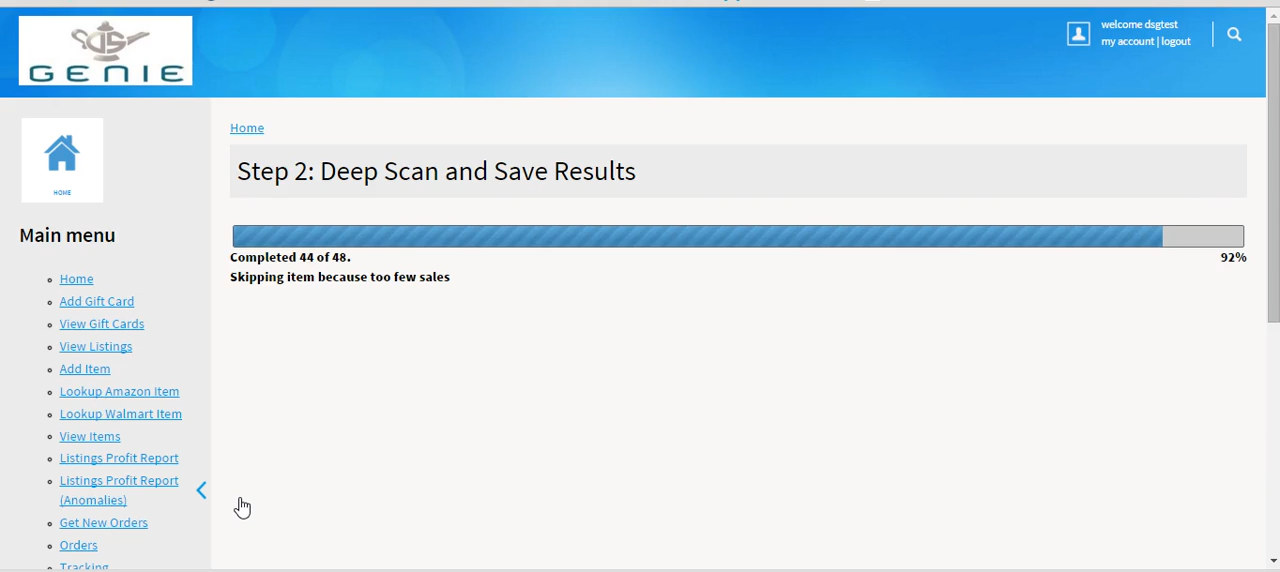 DS
GENIE
welcome dsgtest
my account | logout
HOME
Main menu
Home
Add Gift Card
View Gift Cards
View Listings
Add Item
Lookup Amazon Item
Lookup Walmart Item
View Items
Listings Profit Report
Listings Profit Report
(Anomalies)
Get New Orders
Orders
Tracking
Home
Step 2: Deep Scan and Save Results
Completed 44 of 48.
92%
Skipping item because too few sales